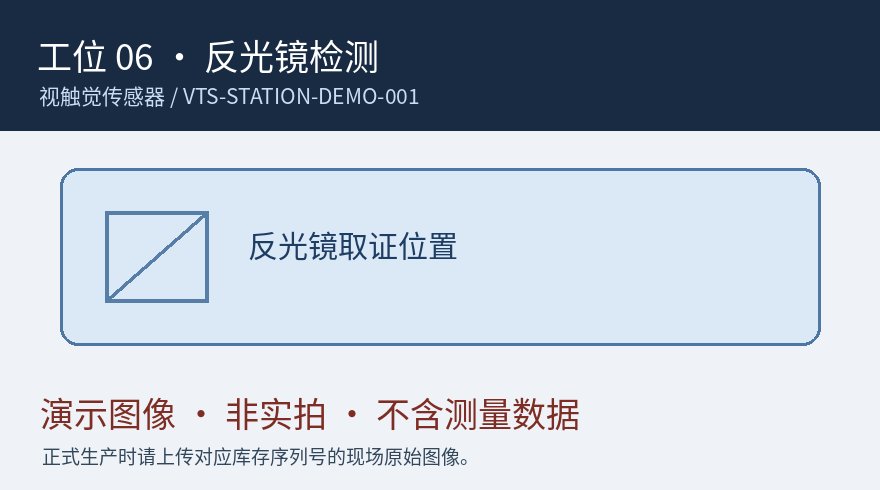 工位 06 · 反光镜检测
视触觉传感器 / VTS-STATION-DEMO-001
反光镜取证位置
演示图像 · 非实拍 · 不含测量数据
正式生产时请上传对应库存序列号的现场原始图像。